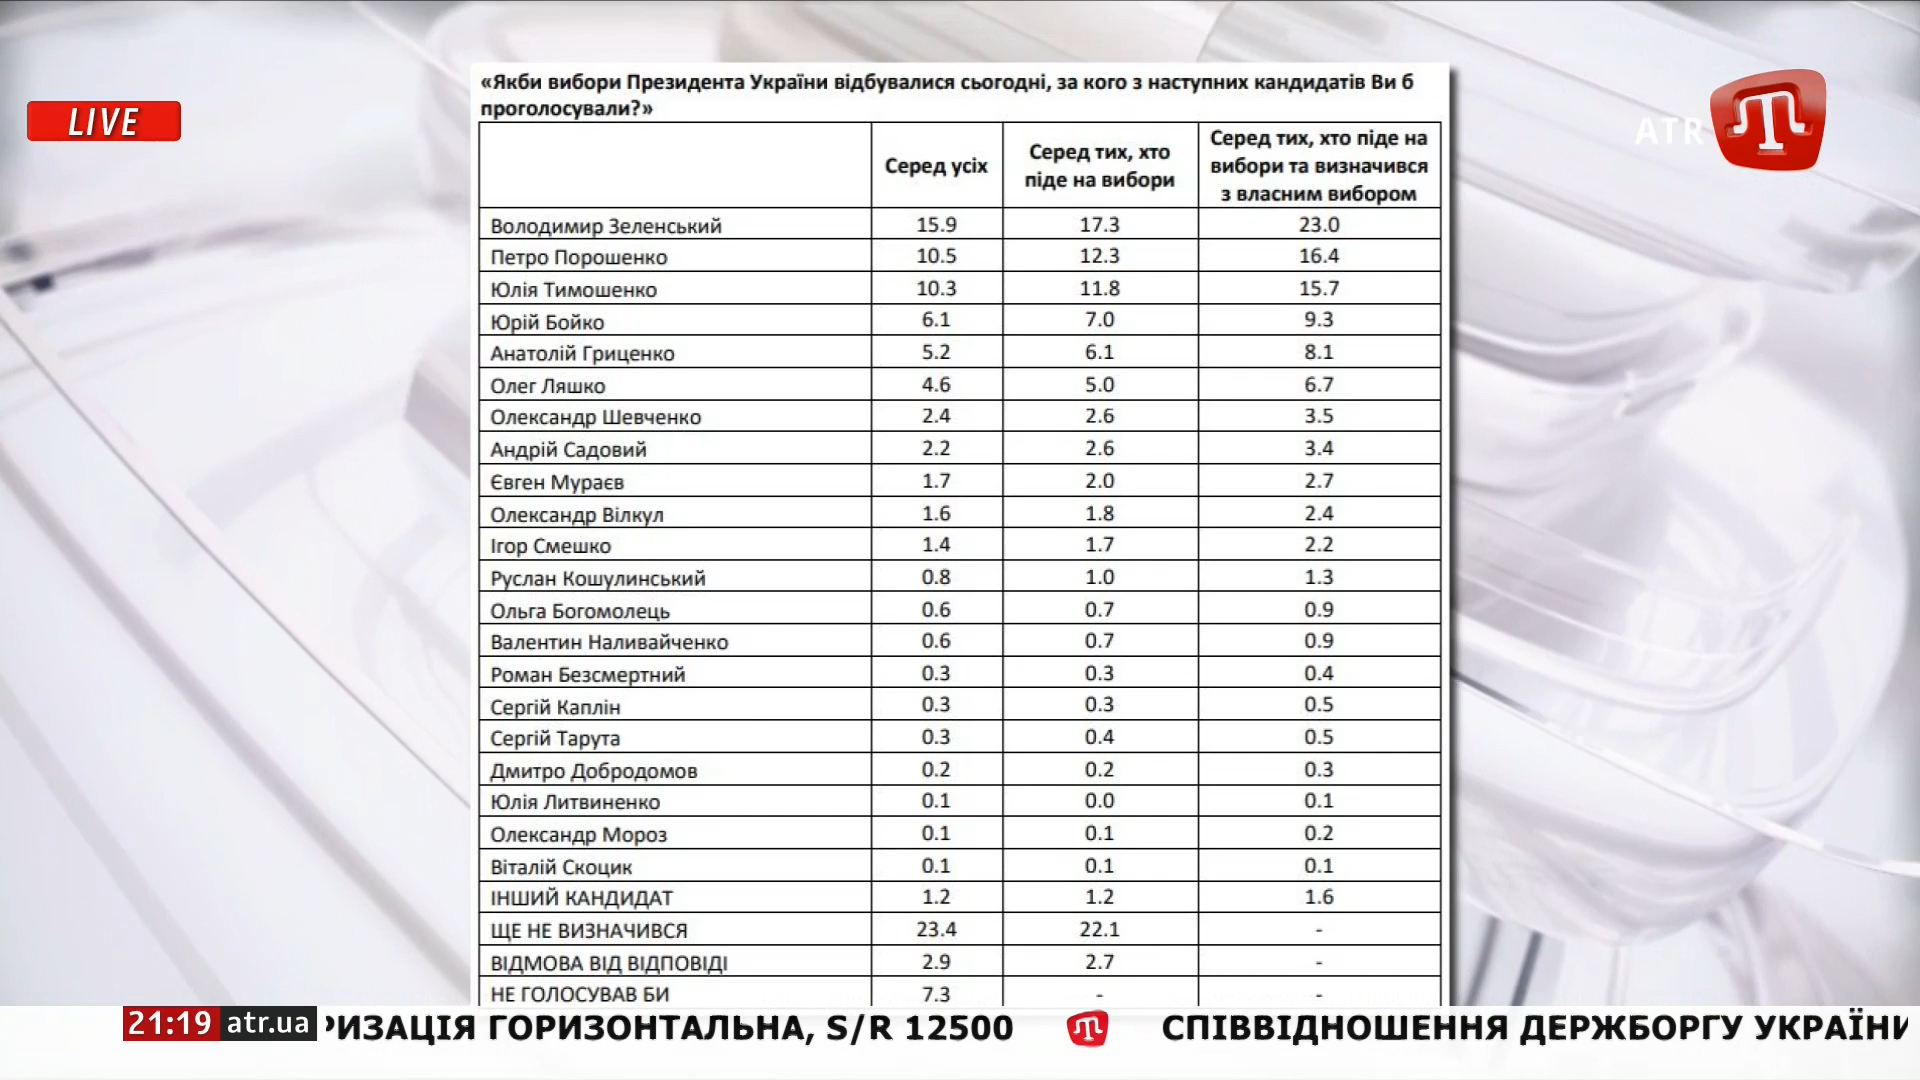 «Якби вибори Президента України відбувалися сьогодні, за кого з наступних кандидатів Ви б
проголосували?»
LIVE
ATR
Серед усіх
Серед тих, хто
піде на вибори
Серед тих, хто піде на
вибори та визначився
з власним вибором
Володимир Зеленський 15.9 17.3 23.0
Петро Порошенко 10.5 12.3 16.4
Юлія Тимошенко 10.3 11.8 15.7
Юрій Бойко 6.1 7.0 9.3
Анатолій Гриценко 5.2 6.1 8.1
Олег Ляшко 4.6 5.0 6.7
Олександр Шевченко 2.4 2.6 3.5
Андрій Садовий 2.2 2.6 3.4
Євген Мураєв 1.7 2.0 2.7
Олександр Вілкул 1.6 1.8 2.4
Ігор Смешко 1.4 1.7 2.2
Руслан Кошулинський 0.8 1.0 1.3
Ольга Богомолець 0.6 0.7 0.9
Валентин Наливайченко 0.6 0.7 0.9
Роман Безсмертний 0.3 0.3 0.4
Сергій Каплін 0.3 0.3 0.5
Сергій Тарута 0.3 0.4 0.5
Дмитро Добродомов 0.2 0.2 0.3
Юлія Литвиненко 0.1 0.0 0.1
Олександр Мороз 0.1 0.1 0.2
Віталій Скоцик 0.1 0.1 0.1
ІНШИЙ КАНДИДАТ 1.2 1.2 1.6
ЩЕ НЕ ВИЗНАЧИВСЯ 23.4 22.1 -
ВІДМОВА ВІД ВІДПОВІДІ 2.9 2.7 -
НЕ ГОЛОСУВАВ БИ 7.3 - -
21:19 atr.ua РИЗАЦІЯ ГОРИЗОНТАЛЬНА, S/R 12500 СПІВВІДНОШЕННЯ ДЕРЖБОРГУ УКРАЇНИ